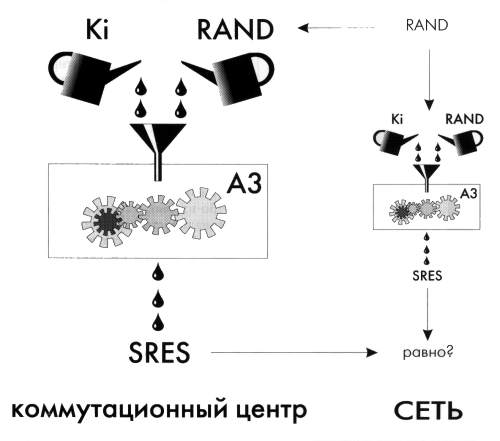 Ki RAND RAND
Ki RAND
A3 A3
SRES
SRES равно?
коммутационный центр СЕТЬ